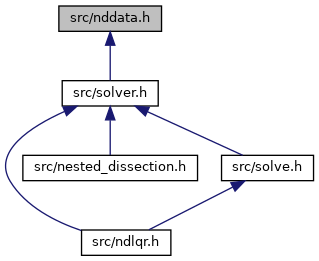 src/nddata.h
src/solver.h
src/nested_dissection.h
src/solve.h
src/ndlqr.h